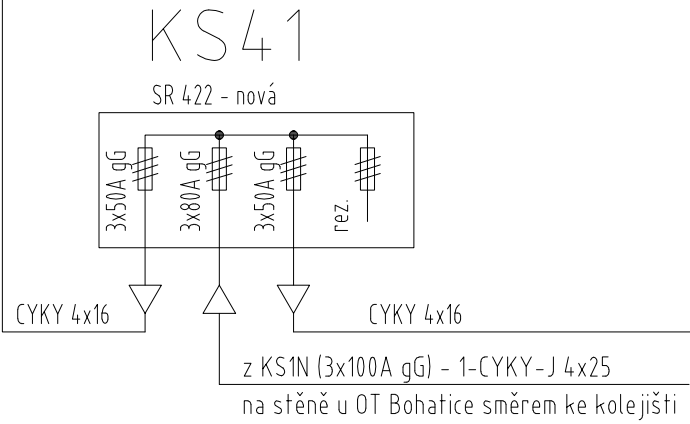 KS41
SR 422 - nová
3x50A gG
3x80A gG
3x50A gG
rez.
CYKY 4x16
CYKY 4x16
z KS1N (3x100A gG) - 1-CYKY-J 4x25
na stěně u OT Bohatice směrem ke kolejišti